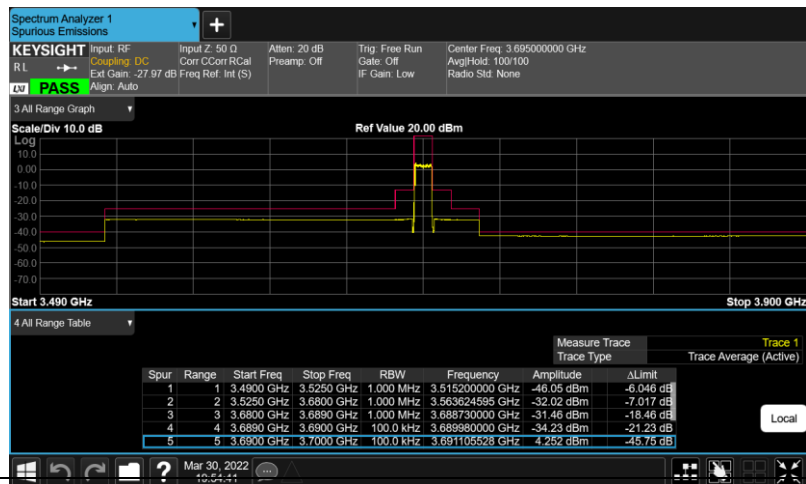 Spectrum Analyzer 1
Spurious Emissions
+
KEYSIGHT Input: RF Input Z: 50 Ω Atten: 20 dB Trig: Free Run Center Freq: 3.695000000 GHz
RL Coupling: DC Corr CCorr RCal Preamp: Off Gate: Off Avg|Hold: 100/100
Ext Gain: -27.97 dB Freq Ref: Int (S) IF Gain: Low Radio Std: None
LXI PASS Align: Auto
3 All Range Graph
Scale/Div 10.0 dB Ref Value 20.00 dBm
Log
10.0
0.00
-10.0
-20.0
-30.0
-40.0
-50.0
-60.0
-70.0
Start 3.490 GHz Stop 3.900 GHz
4 All Range Table
Measure Trace Trace 1
Trace Type Trace Average (Active)
Spur Range Start Freq Stop Freq RBW Frequency Amplitude ΔLimit
1 1 3.4900 GHz 3.5250 GHz 1.000 MHz 3.515200000 GHz -46.05 dBm -6.046 dB
2 2 3.5250 GHz 3.6800 GHz 1.000 MHz 3.563624595 GHz -32.02 dBm -7.017 dB
3 3 3.6800 GHz 3.6890 GHz 1.000 MHz 3.688730000 GHz -31.46 dBm -18.46 dB
4 4 3.6890 GHz 3.6900 GHz 100.0 kHz 3.689980000 GHz -34.23 dBm -21.23 dB
5 5 3.6900 GHz 3.7000 GHz 100.0 kHz 3.691105528 GHz 4.252 dBm -45.75 dB
Local
? Mar 30, 2022